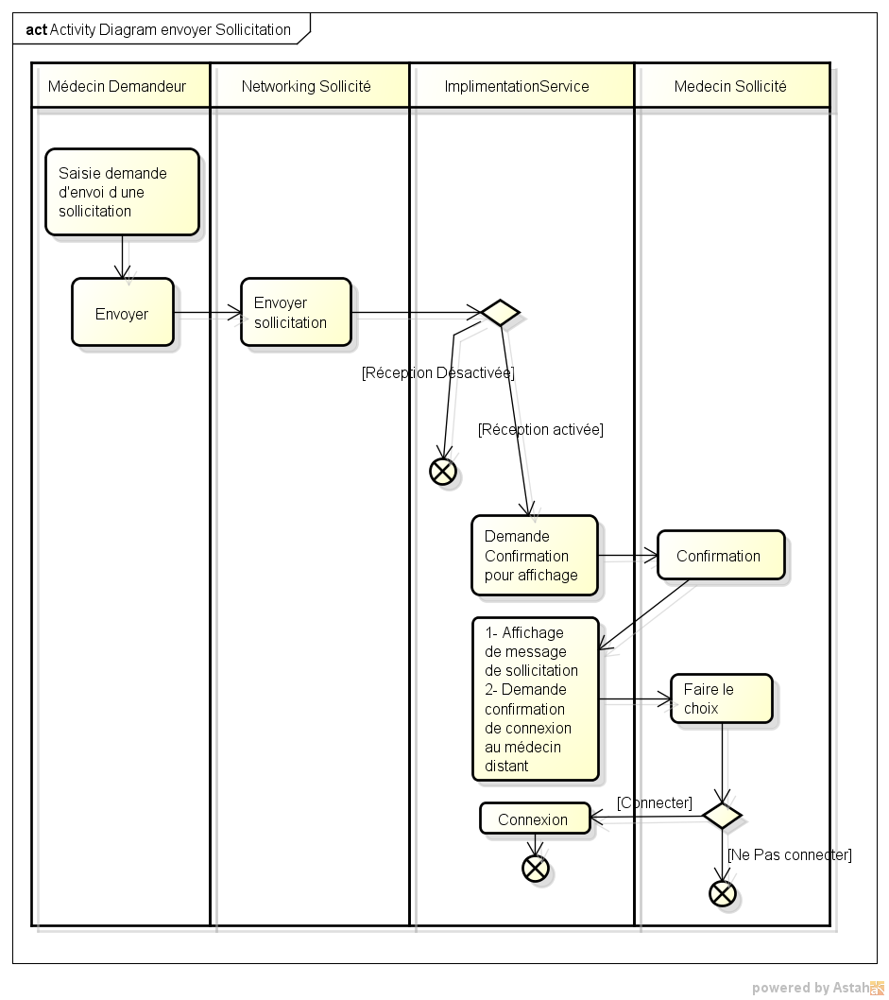 act Activity Diagram envoyer Sollicitation
Médecin Demandeur
Networking Sollicité
ImplimentationService
Medecin Sollicité
Saisie demande
d'envoi d une
sollicitation
Envoyer
Envoyer
sollicitation
[Réception Désactivée]
[Réception activée]
Demande
Confirmation
pour affichage
Confirmation
1- Affichage
de message
de sollicitation
2- Demande
confirmation
de connexion
au médecin
distant
Faire le
choix
[Connecter]
Connexion
[Ne Pas connecter]
powered by Astah